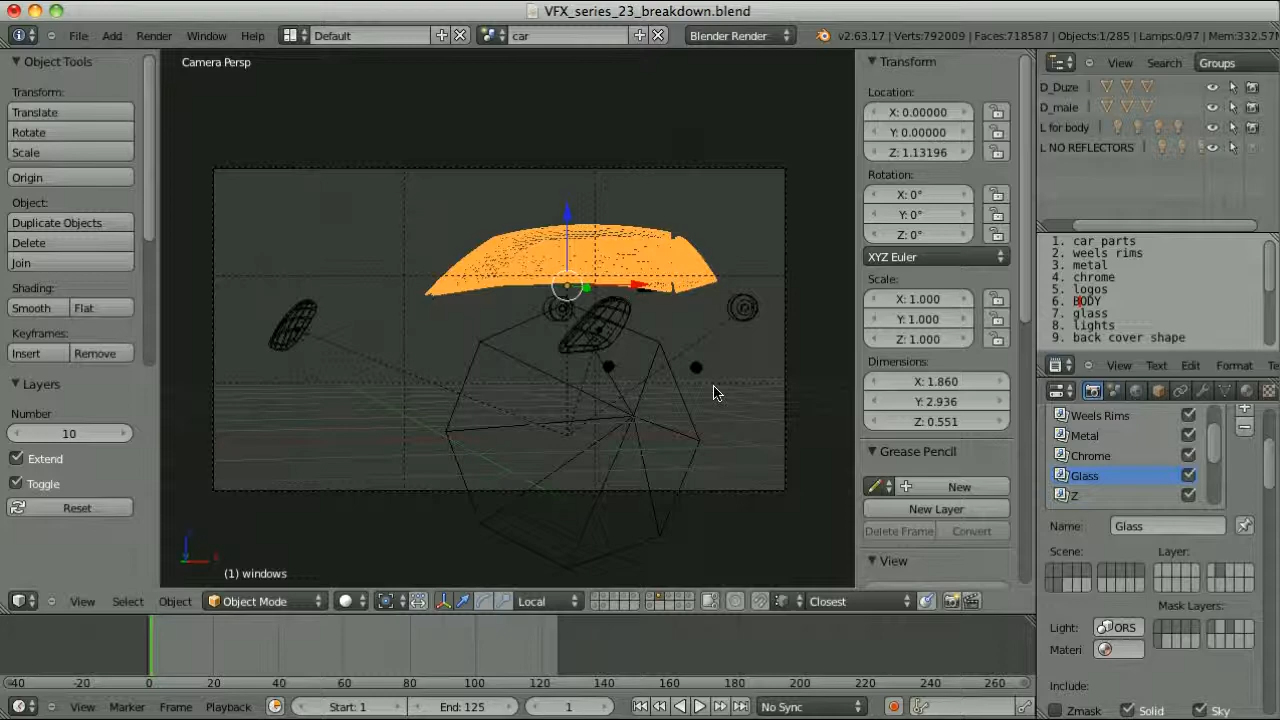 VFX_series_23_breakdown.blend
File Add Render Window Help Default car Blender Render v2.63.17 | Verts:792009 | Faces:718587 | Objects:1/285 | Lamps:0/97 | Mem:332.57
Object Tools
Transform:
Translate
Rotate
Scale
Origin
Object:
Duplicate Objects
Delete
Join
Shading:
Smooth Flat
Keyframes:
Insert Remove
Layers
Number
10
Extend
Toggle
Reset
Camera Persp
(1) windows
Transform
Location:
X: 0.00000
Y: 0.00000
Z: 1.13196
Rotation:
X: 0°
Y: 0°
Z: 0°
XYZ Euler
Scale:
X: 1.000
Y: 1.000
Z: 1.000
Dimensions:
X: 1.860
Y: 2.936
Z: 0.551
Grease Pencil
New
New Layer
Delete Frame Convert
View
View Search Groups
D_Duze
D_male
L for body
L NO REFLECTORS
1. car parts
2. weels rims
3. metal
4. chrome
5. logos
6. BODY
7. glass
8. lights
9. back cover shape
View Text Edit Format Te
Weels Rims
Metal
Chrome
Glass
Z
Name: Glass
Scene: Layer:
Mask Layers:
Light: ORS
Materi
Include:
Zmask Solid Sky
View Select Object Object Mode Local Closest
-40 -20 0 20 40 60 80 100 120 140 160 180 200 220 240 260
View Marker Frame Playback Start: 1 End: 125 1 No Sync